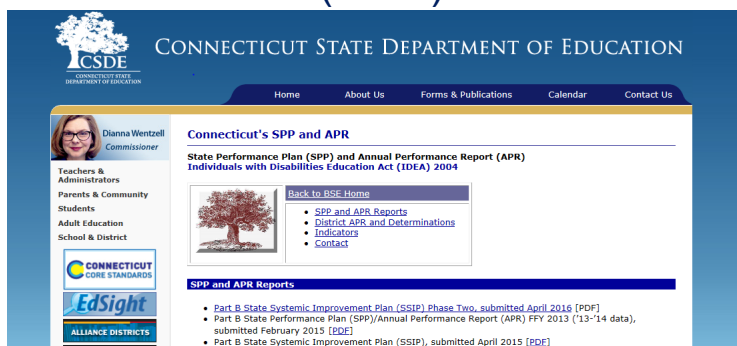 CSDE
CONNECTICUT STATE
DEPARTMENT OF EDUCATION
CONNECTICUT STATE DEPARTMENT OF EDUCATION
Home About Us Forms & Publications Calendar Contact Us
Dianna Wentzell
Commissioner
Teachers &
Administrators
Parents & Community
Students
Adult Education
School & District
CONNECTICUT
CORE STANDARDS
EdSight
ALLIANCE DISTRICTS
Connecticut's SPP and APR
State Performance Plan (SPP) and Annual Performance Report (APR)
Individuals with Disabilities Education Act (IDEA) 2004
Back to BSE Home
• SPP and APR Reports
• District APR and Determinations
• Indicators
• Contact
SPP and APR Reports
• Part B State Systemic Improvement Plan (SSIP) Phase Two, submitted April 2016 [PDF]
• Part B State Performance Plan (SPP)/Annual Performance Report (APR) FFY 2013 ('13-'14 data),
submitted February 2015 [PDF]
• Part B State Systemic Improvement Plan (SSIP), submitted April 2015 [PDF]